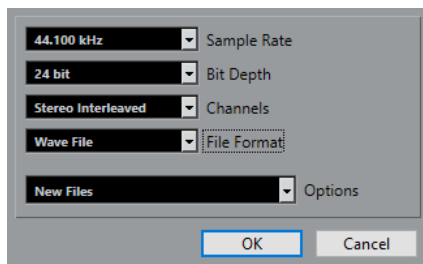 44.100 kHz Sample Rate
24 bit Bit Depth
Stereo Interleaved Channels
Wave File File Format
New Files Options
OK Cancel